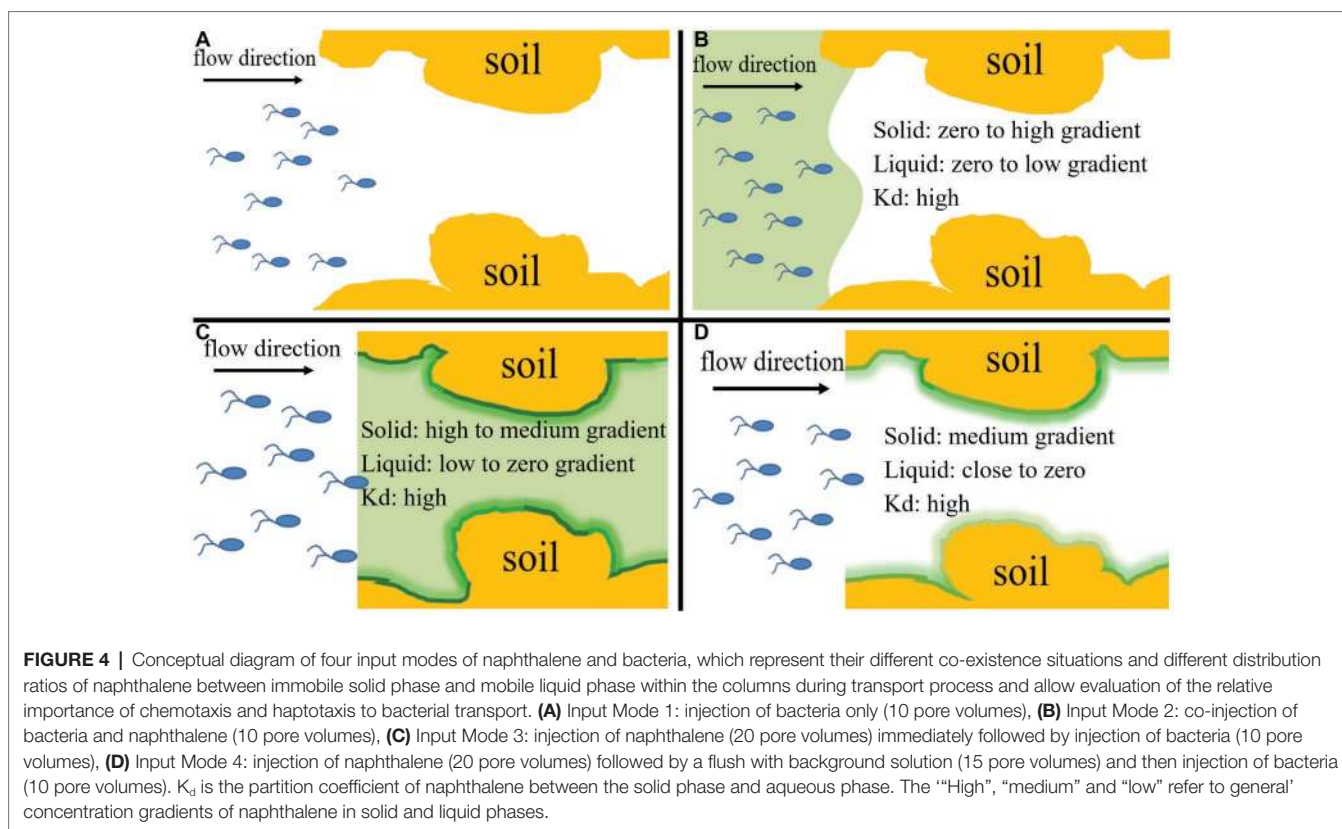 A
flow direction
soil
soil
B
flow direction
soil
Solid: zero to high gradient
Liquid: zero to low gradient
Kd: high
soil
C
flow direction
soil
Solid: high to medium gradient
Liquid: low to zero gradient
Kd: high
soil
D
flow direction
soil
Solid: medium gradient
Liquid: close to zero
Kd: high
soil
FIGURE 4 | Conceptual diagram of four input modes of naphthalene and bacteria, which represent their different co-existence situations and different distribution
ratios of naphthalene between immobile solid phase and mobile liquid phase within the columns during transport process and allow evaluation of the relative
importance of chemotaxis and haptotaxis to bacterial transport. (A) Input Mode 1: injection of bacteria only (10 pore volumes), (B) Input Mode 2: co-injection of
bacteria and naphthalene (10 pore volumes), (C) Input Mode 3: injection of naphthalene (20 pore volumes) immediately followed by injection of bacteria (10 pore
volumes), (D) Input Mode 4: injection of naphthalene (20 pore volumes) followed by a flush with background solution (15 pore volumes) and then injection of bacteria
(10 pore volumes). Kd is the partition coefficient of naphthalene between the solid phase and aqueous phase. The ‘“High”, “medium” and “low” refer to general’
concentration gradients of naphthalene in solid and liquid phases.